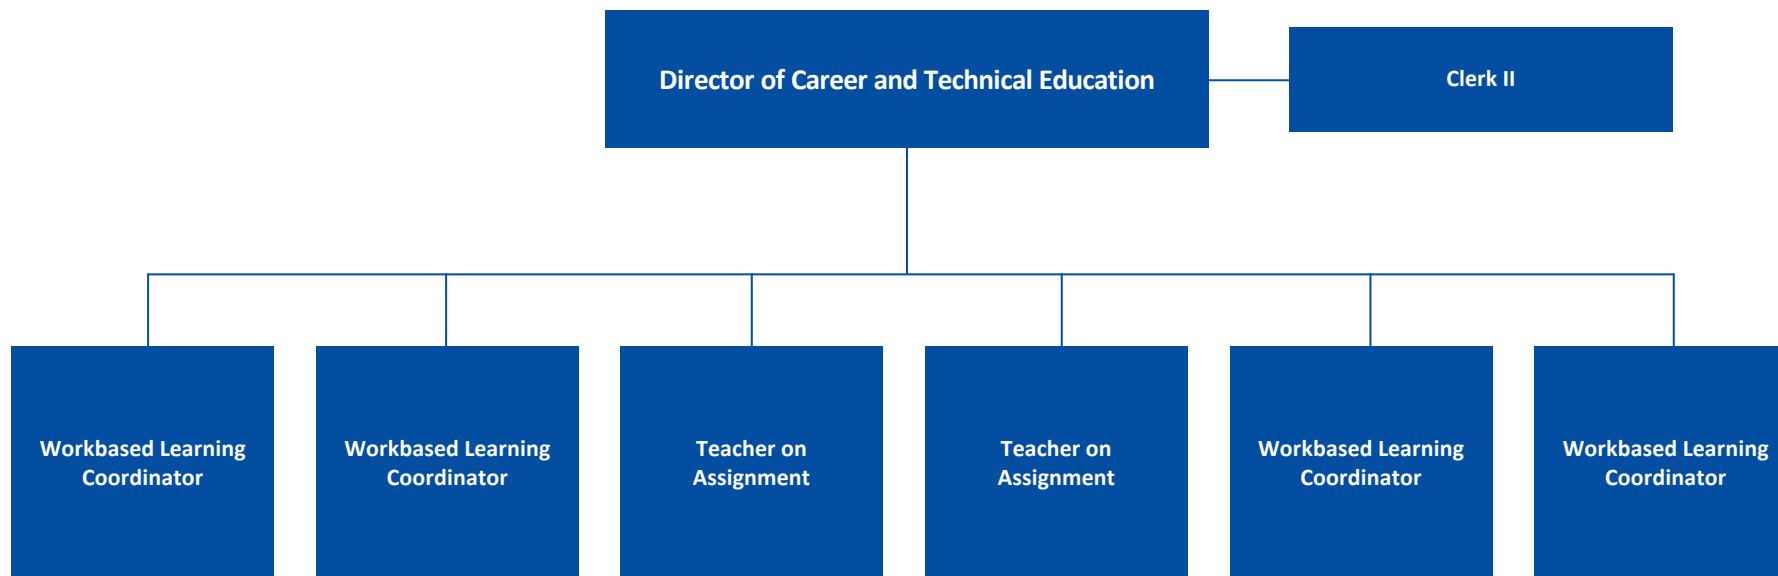 Director of Career and Technical Education
Clerk II
Workbased Learning
Coordinator
Workbased Learning
Coordinator
Teacher on
Assignment
Teacher on
Assignment
Workbased Learning
Coordinator
Workbased Learning
Coordinator